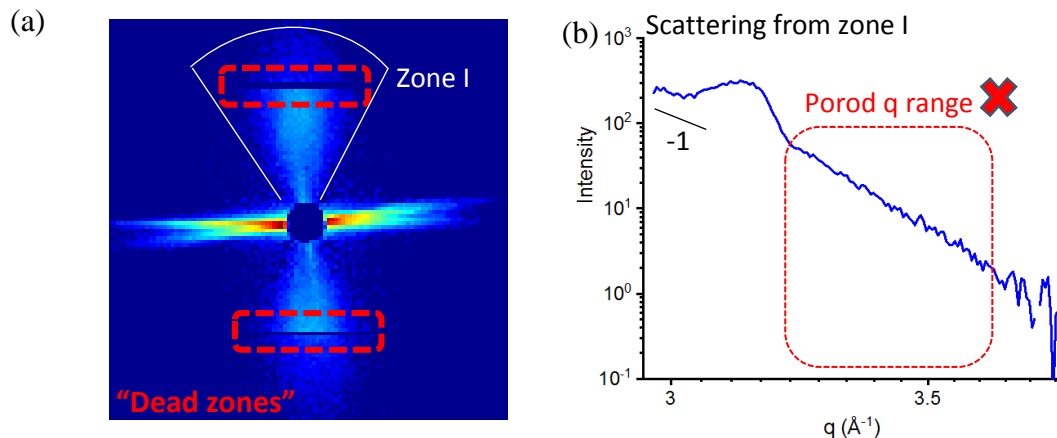 (a)
Zone I
"Dead zones"
(b)
Scattering from zone I
Porod q range
-1
Intensity
10³
10²
10¹
10⁰
10⁻¹
3
3.5
q (Å⁻¹)